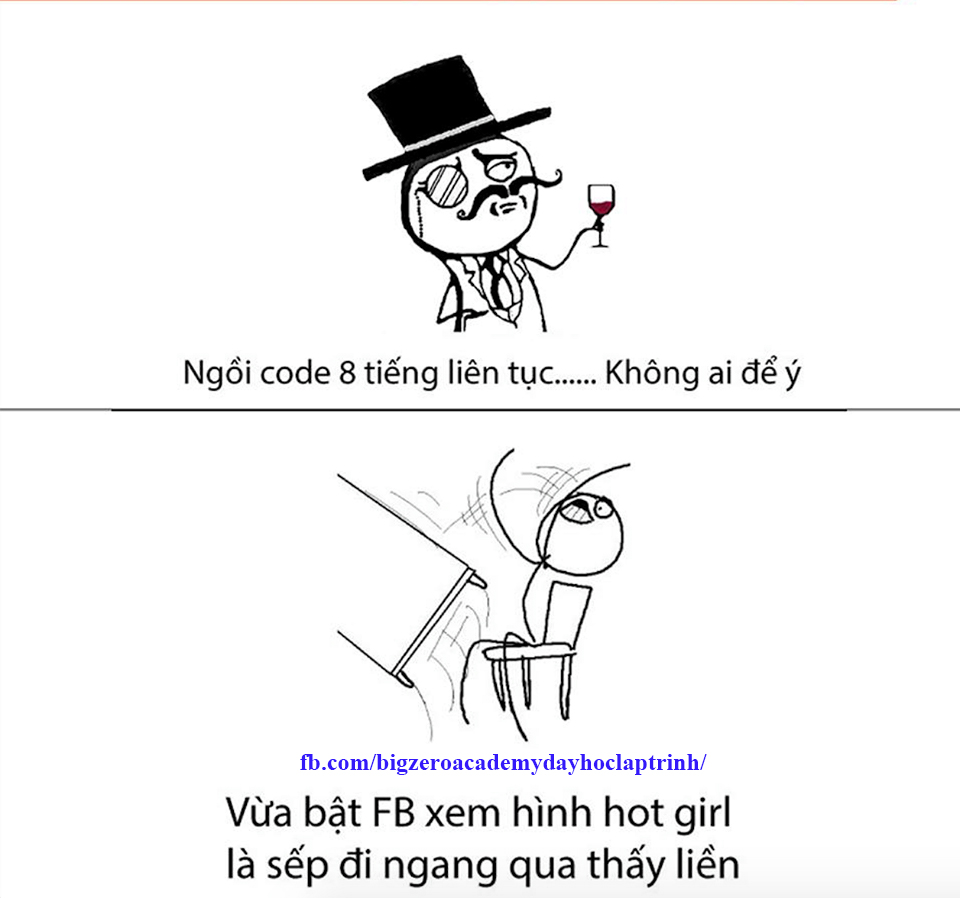 Ngồi code 8 tiếng liên tục...... Không ai để ý
fb.com/bigzeroacademydayhoclaptrinh/
Vừa bật FB xem hình hot girl
là sếp đi ngang qua thấy liền